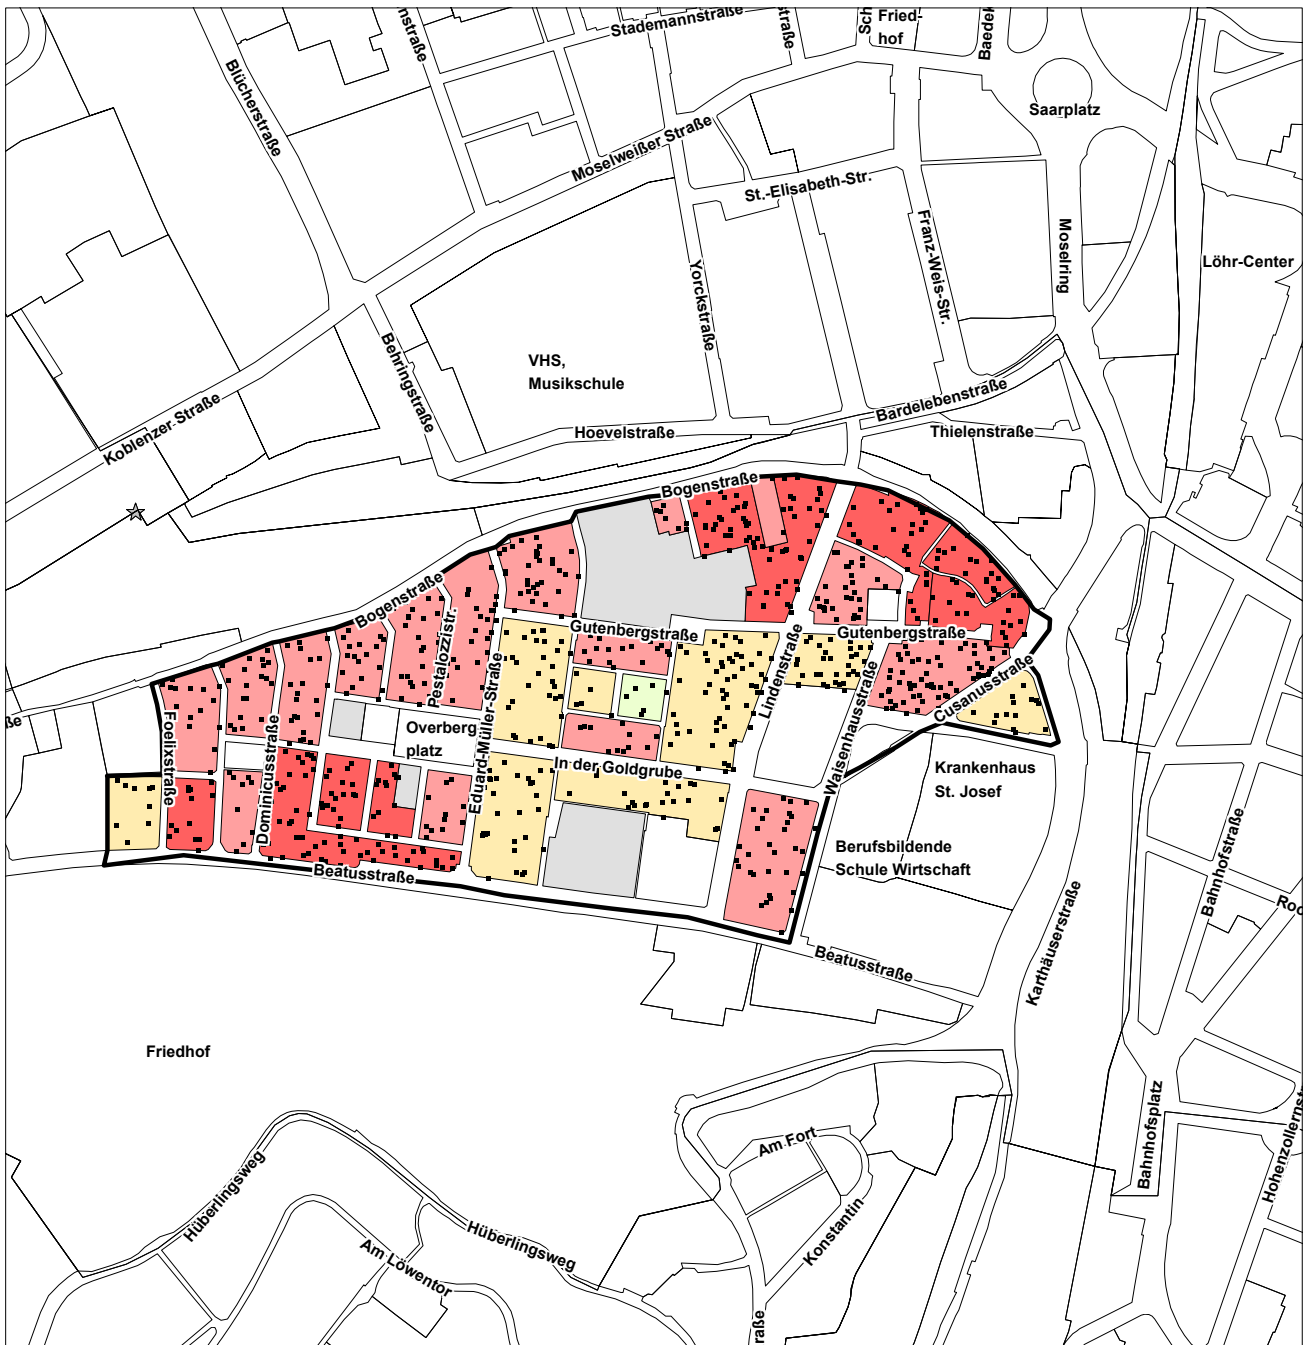 Stademannstraße
Fried-
hof
Blücherstraße
Saarplatz
Moselweißer Straße
St.-Elisabeth-Str.
Franz-Weis-Str.
Moselring
Löhr-Center
Yorckstraße
Behringstraße
VHS,
Musikschule
Koblenzer Straße
Bardelebenstraße
Hoevelstraße
Thielenstraße
Bogenstraße
Bogenstraße
Pestalozzistr.
Gutenbergstraße
Gutenbergstraße
Lindenstraße
Cusanusstraße
Waisenhausstraße
Eduard-Müller-Straße
Overberg
platz
Foelixstraße
Dominicusstraße
In der Goldgrube
Krankenhaus
St. Josef
Berufsbildende
Schule Wirtschaft
Beatusstraße
Bahnhofstraße
Beatusstraße
Karthäuserstraße
Friedhof
Am Fort
Bahnhofsplatz
Hüberlingsweg
Hüberlingsweg
Konstantin
Am Löwentor